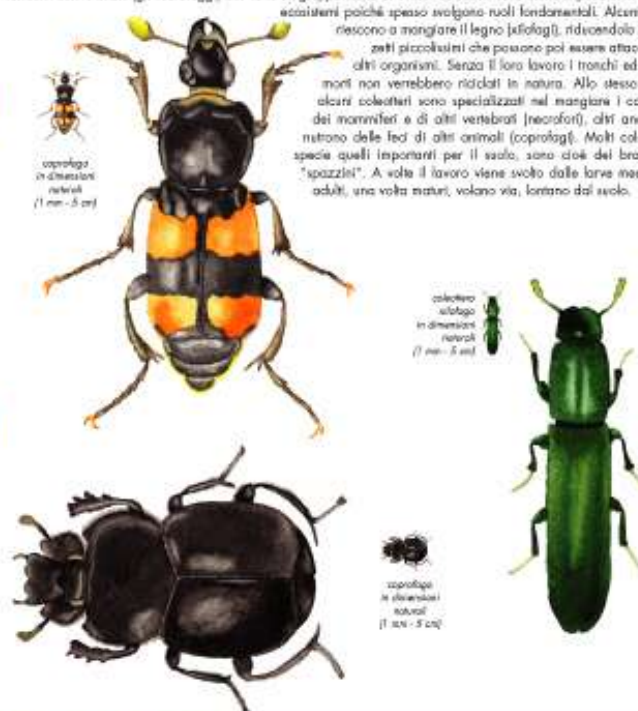 ecosistemi poiché spesso svolgono ruoli fondamentali. Alcuni
riescono a mangiare il legno (xilofagi), riducendolo
zetti piccolissimi che possono poi essere attac
altri organismi. Senza il loro lavoro i tronchi ed
morti non verrebbero riciclati in natura. Allo stesso
alcuni coleotteri sono specializzati nel mangiare i ca
dei mammiferi e di altri vertebrati (necrofori), altri an
nutrono delle feci di altri animali (coprofagi). Molti col
specie quelli importanti per il suolo, sono cioè dei bra
"spazzini". A volte il lavoro viene svolto dalle larve men
adulti, una volta maturi, volano via, lontano dal suolo.
coprofago
in dimensioni
naturali
(1 mm - 5 cm)
coleottero
xilofago
in dimensioni
naturali
(1 mm - 5 cm)
coprofago
in dimensioni
naturali
(1 mm - 5 cm)